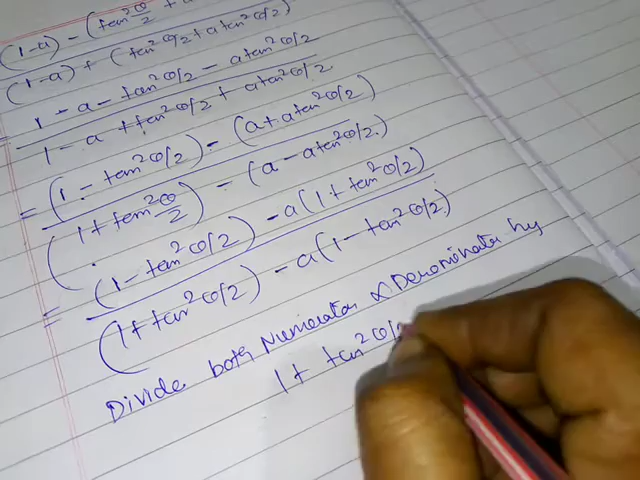 (1-a) - (tan²θ/2 +
(1-a) + (tan²θ/2 + a tan²θ/2)
= 1 - a - tan²θ/2 - a tan²θ/2
1 - a + tan²θ/2 + a tan²θ/2
= (1 - tan²θ/2) - (a + a tan²θ/2)
(1 + tan²θ/2) - (a - a tan²θ/2)
= (1 - tan²θ/2) - a(1 + tan²θ/2)
(1 + tan²θ/2) - a(1 - tan²θ/2)
Divide both Numerator & Denominator by
1 + tan²θ/2